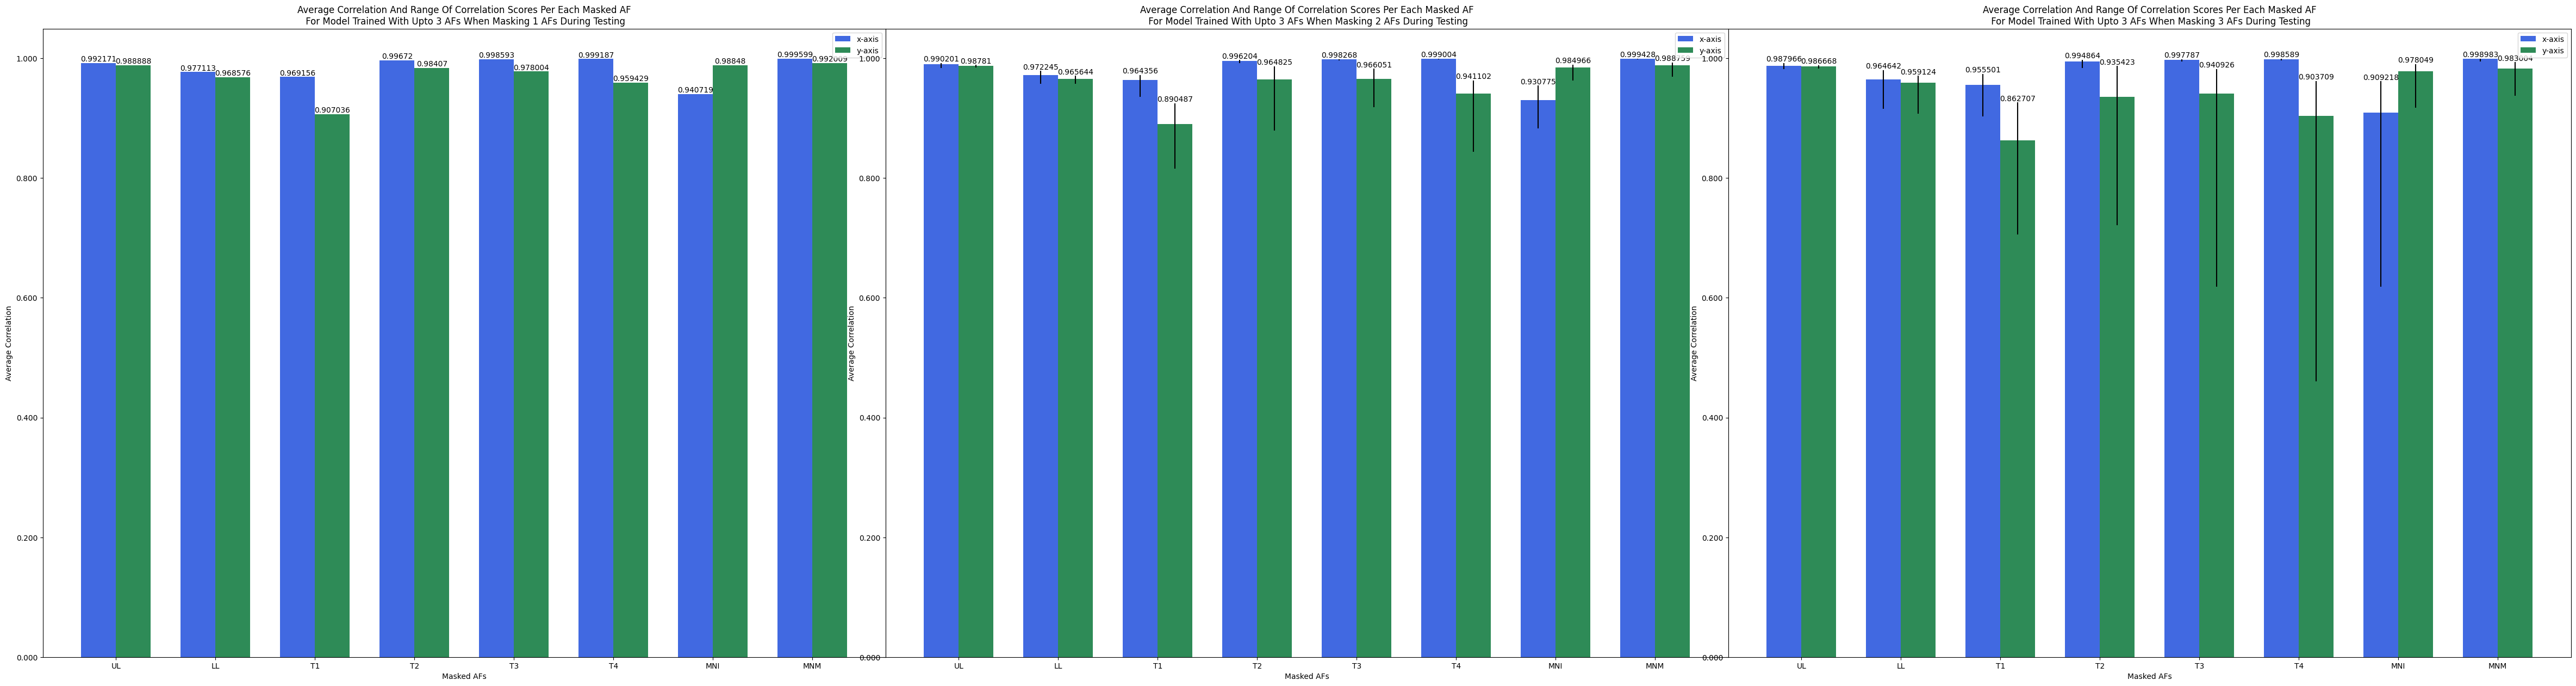 Average Correlation And Range Of Correlation Scores Per Each Masked AF
For Model Trained With Upto 3 AFs When Masking 1 AFs During Testing
x-axis
y-axis
1.000
0.800
0.600
0.400
0.200
0.000
Average Correlation
0.992171
0.988888
0.977113
0.968576
0.969156
0.907036
0.99672
0.98407
0.998593
0.978004
0.999187
0.959429
0.940719
0.98848
0.999599
0.992009
UL
LL
T1
T2
T3
T4
MNI
MNM
Masked AFs
Average Correlation And Range Of Correlation Scores Per Each Masked AF
For Model Trained With Upto 3 AFs When Masking 2 AFs During Testing
x-axis
y-axis
1.000
0.800
0.600
0.400
0.200
0.000
Average Correlation
0.990201
0.98781
0.972245
0.965644
0.964356
0.890487
0.996204
0.964825
0.998268
0.966051
0.999004
0.941102
0.930775
0.984966
0.999428
UL
LL
T1
T2
T3
T4
MNI
MNM
Masked AFs
Average Correlation And Range Of Correlation Scores Per Each Masked AF
For Model Trained With Upto 3 AFs When Masking 3 AFs During Testing
x-axis
y-axis
1.000
0.800
0.600
0.400
0.200
0.000
Average Correlation
0.987966
0.986668
0.964642
0.959124
0.955501
0.862707
0.994864
0.935423
0.997787
0.940926
0.998589
0.903709
0.909218
0.978049
0.998983
UL
LL
T1
T2
T3
T4
MNI
MNM
Masked AFs